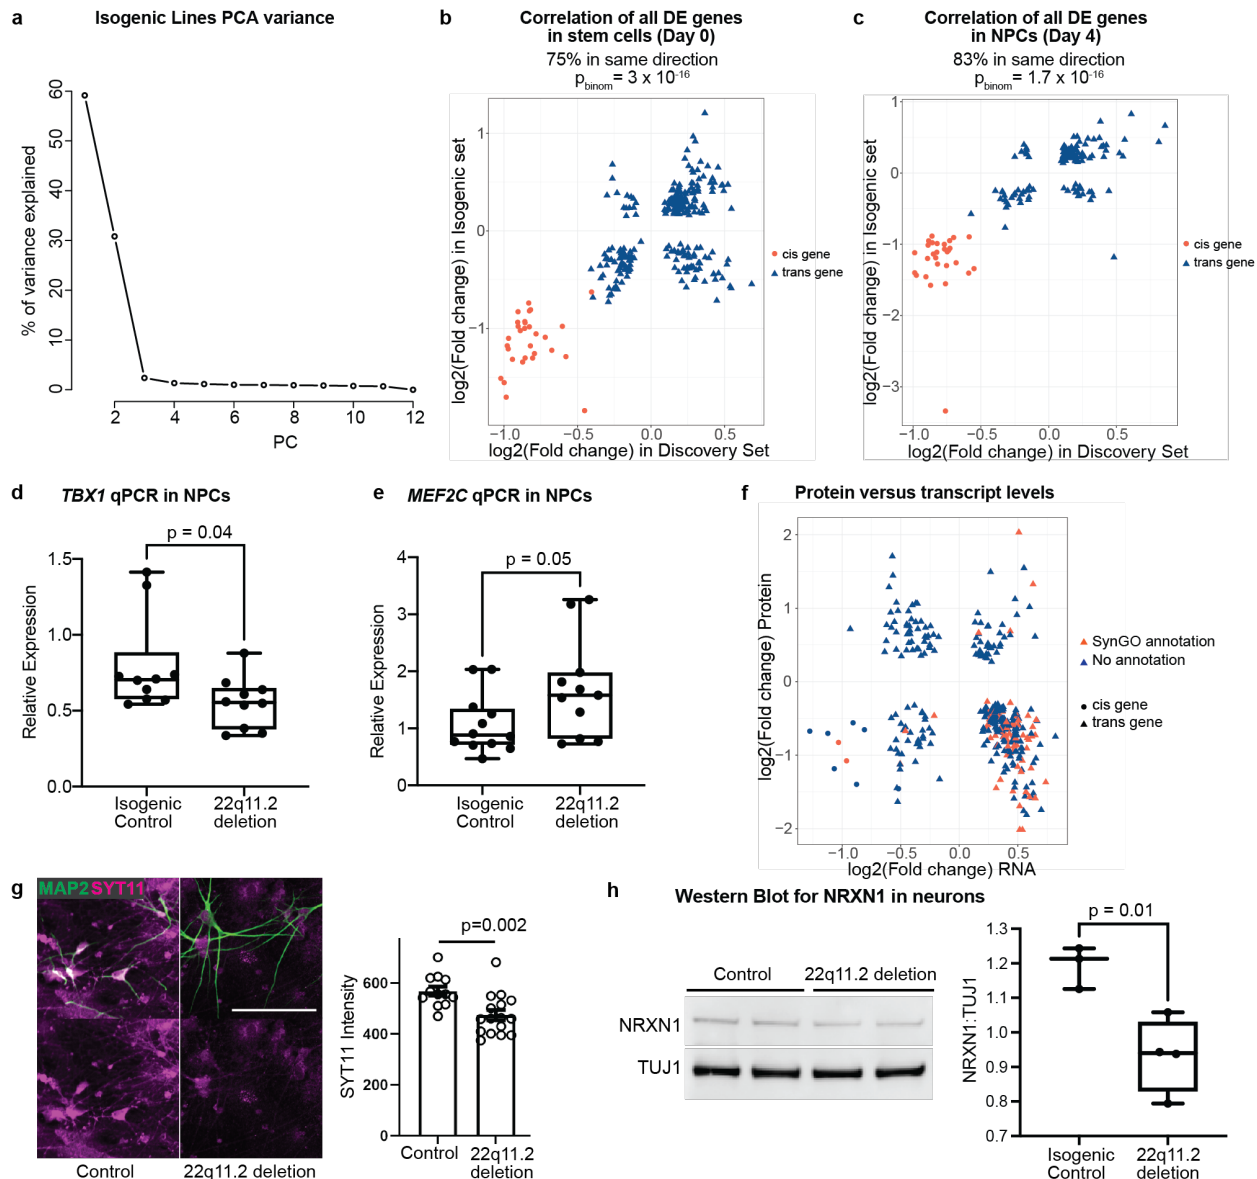 a
Isogenic Lines PCA variance
% of variance explained
60
50
40
30
20
10
0
2
4
6
8
10
12
PC
b
Correlation of all DE genes
in stem cells (Day 0)
75% in same direction
pbinom= 3 x 10-16
log2(Fold change) in Isogenic set
1
0
−1
−1.0
−0.5
0.0
0.5
log2(Fold change) in Discovery Set
cis gene
trans gene
c
Correlation of all DE genes
in NPCs (Day 4)
83% in same direction
pbinom= 1.7 x 10-16
log2(Fold change) in Isogenic set
1
0
−1
−2
−3
−1.0
−0.5
0.0
0.5
log2(Fold change) in Discovery Set
cis gene
trans gene
d
TBX1 qPCR in NPCs
p = 0.04
Relative Expression
1.5
1.0
0.5
0.0
Isogenic
Control
22q11.2
deletion
e
MEF2C qPCR in NPCs
p = 0.05
Relative Expression
4
3
2
1
0
Isogenic
Control
22q11.2
deletion
f
Protein versus transcript levels
log2(Fold change) Protein
2
1
0
−1
−2
−1.0
−0.5
0.0
0.5
log2(Fold change) RNA
SynGO annotation
No annotation
cis gene
trans gene
g
MAP2 SYT11
Control
22q11.2 deletion
p=0.002
SYT11 Intensity
600
400
200
0
Control
22q11.2
deletion
h
Western Blot for NRXN1 in neurons
Control
22q11.2 deletion
NRXN1
TUJ1
p = 0.01
NRXN1:TUJ1
1.3
1.2
1.1
1.0
0.9
0.8
0.7
Isogenic
Control
22q11.2
deletion